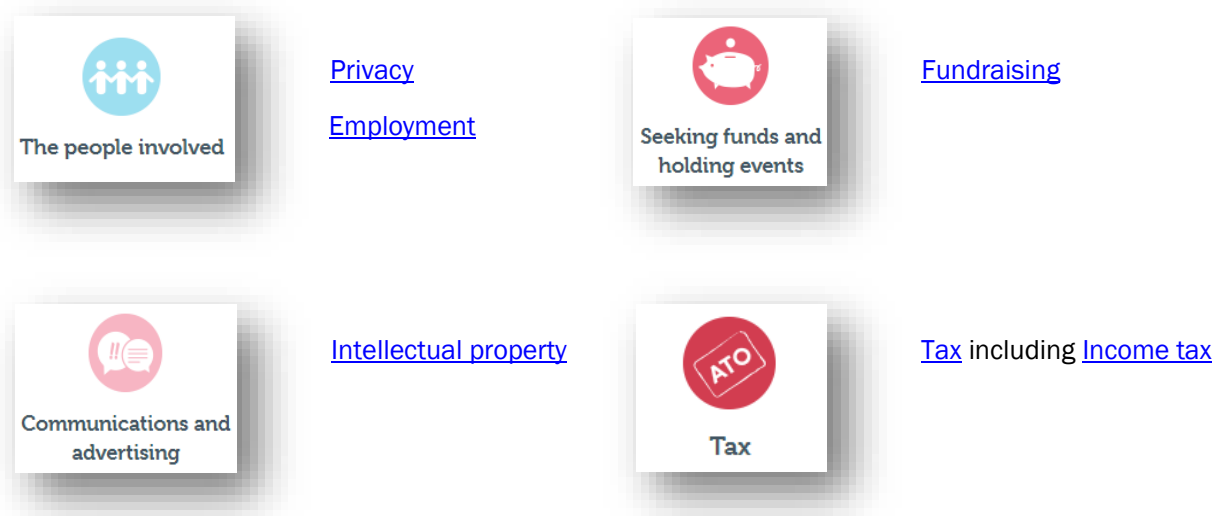 The people involved
Privacy
Employment
Seeking funds and
holding events
Fundraising
Communications and
advertising
Intellectual property
ATO
Tax
Tax including Income tax